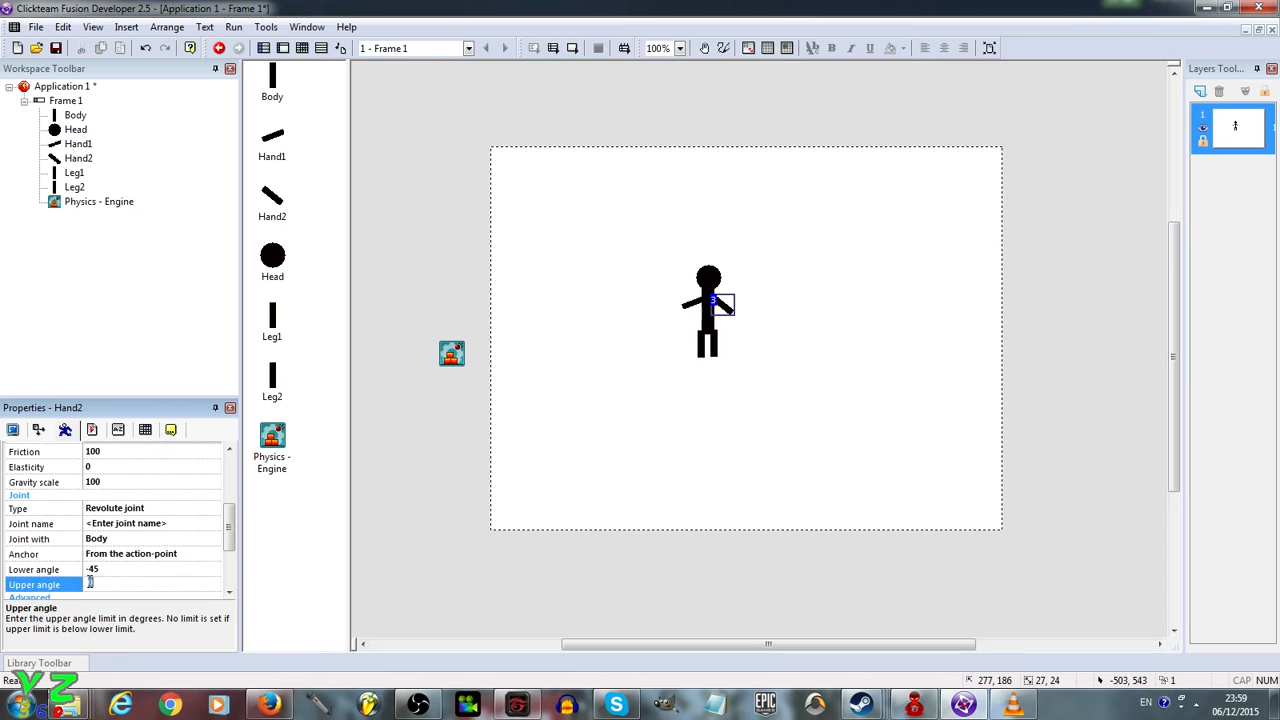 Clickteam Fusion Developer 2.5 - [Application 1 - Frame 1*]
File Edit View Insert Arrange Text Run Tools Window Help
1 - Frame 1
100%
Workspace Toolbar
Application 1 *
Frame 1
Body
Head
Hand1
Hand2
Leg1
Leg2
Physics - Engine
Body
Hand1
Hand2
Head
Leg1
Leg2
Physics -
Engine
3
Layers Tool...
1
Properties - Hand2
Friction 100
Elasticity 0
Gravity scale 100
Joint
Type Revolute joint
Joint name <Enter joint name>
Joint with Body
Anchor From the action-point
Lower angle -45
Upper angle
Advanced
Upper angle
Enter the upper angle limit in degrees. No limit is set if
upper limit is below lower limit.
Library Toolbar
YZ
277, 186 27, 24 -503, 543 1 CAP NUM
EPIC GAMES
EN
23:59
06/12/2015